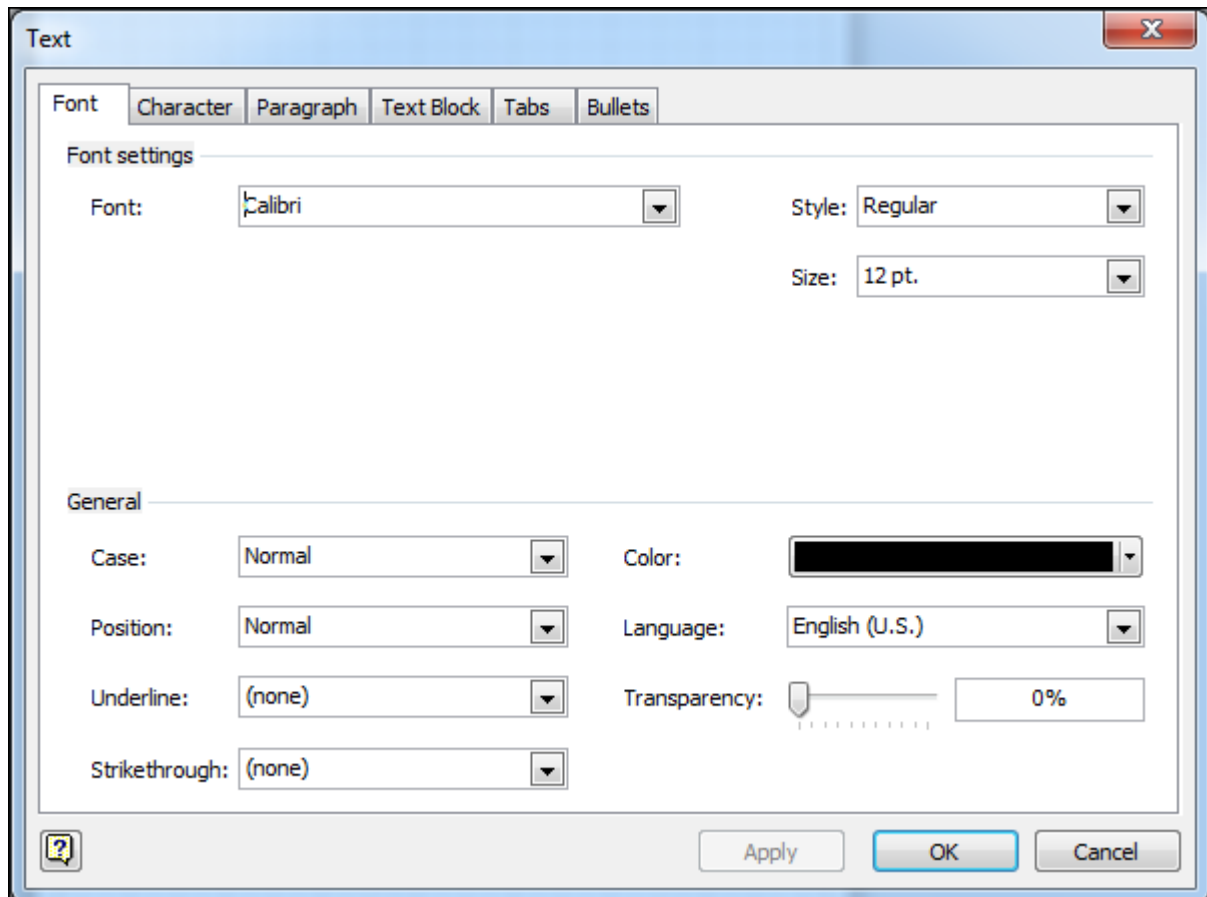 Text
Font Character Paragraph Text Block Tabs Bullets
Font settings
Font: Calibri Style: Regular
Size: 12 pt.
General
Case: Normal Color:
Position: Normal Language: English (U.S.)
Underline: (none) Transparency: 0%
Strikethrough: (none)
Apply OK Cancel